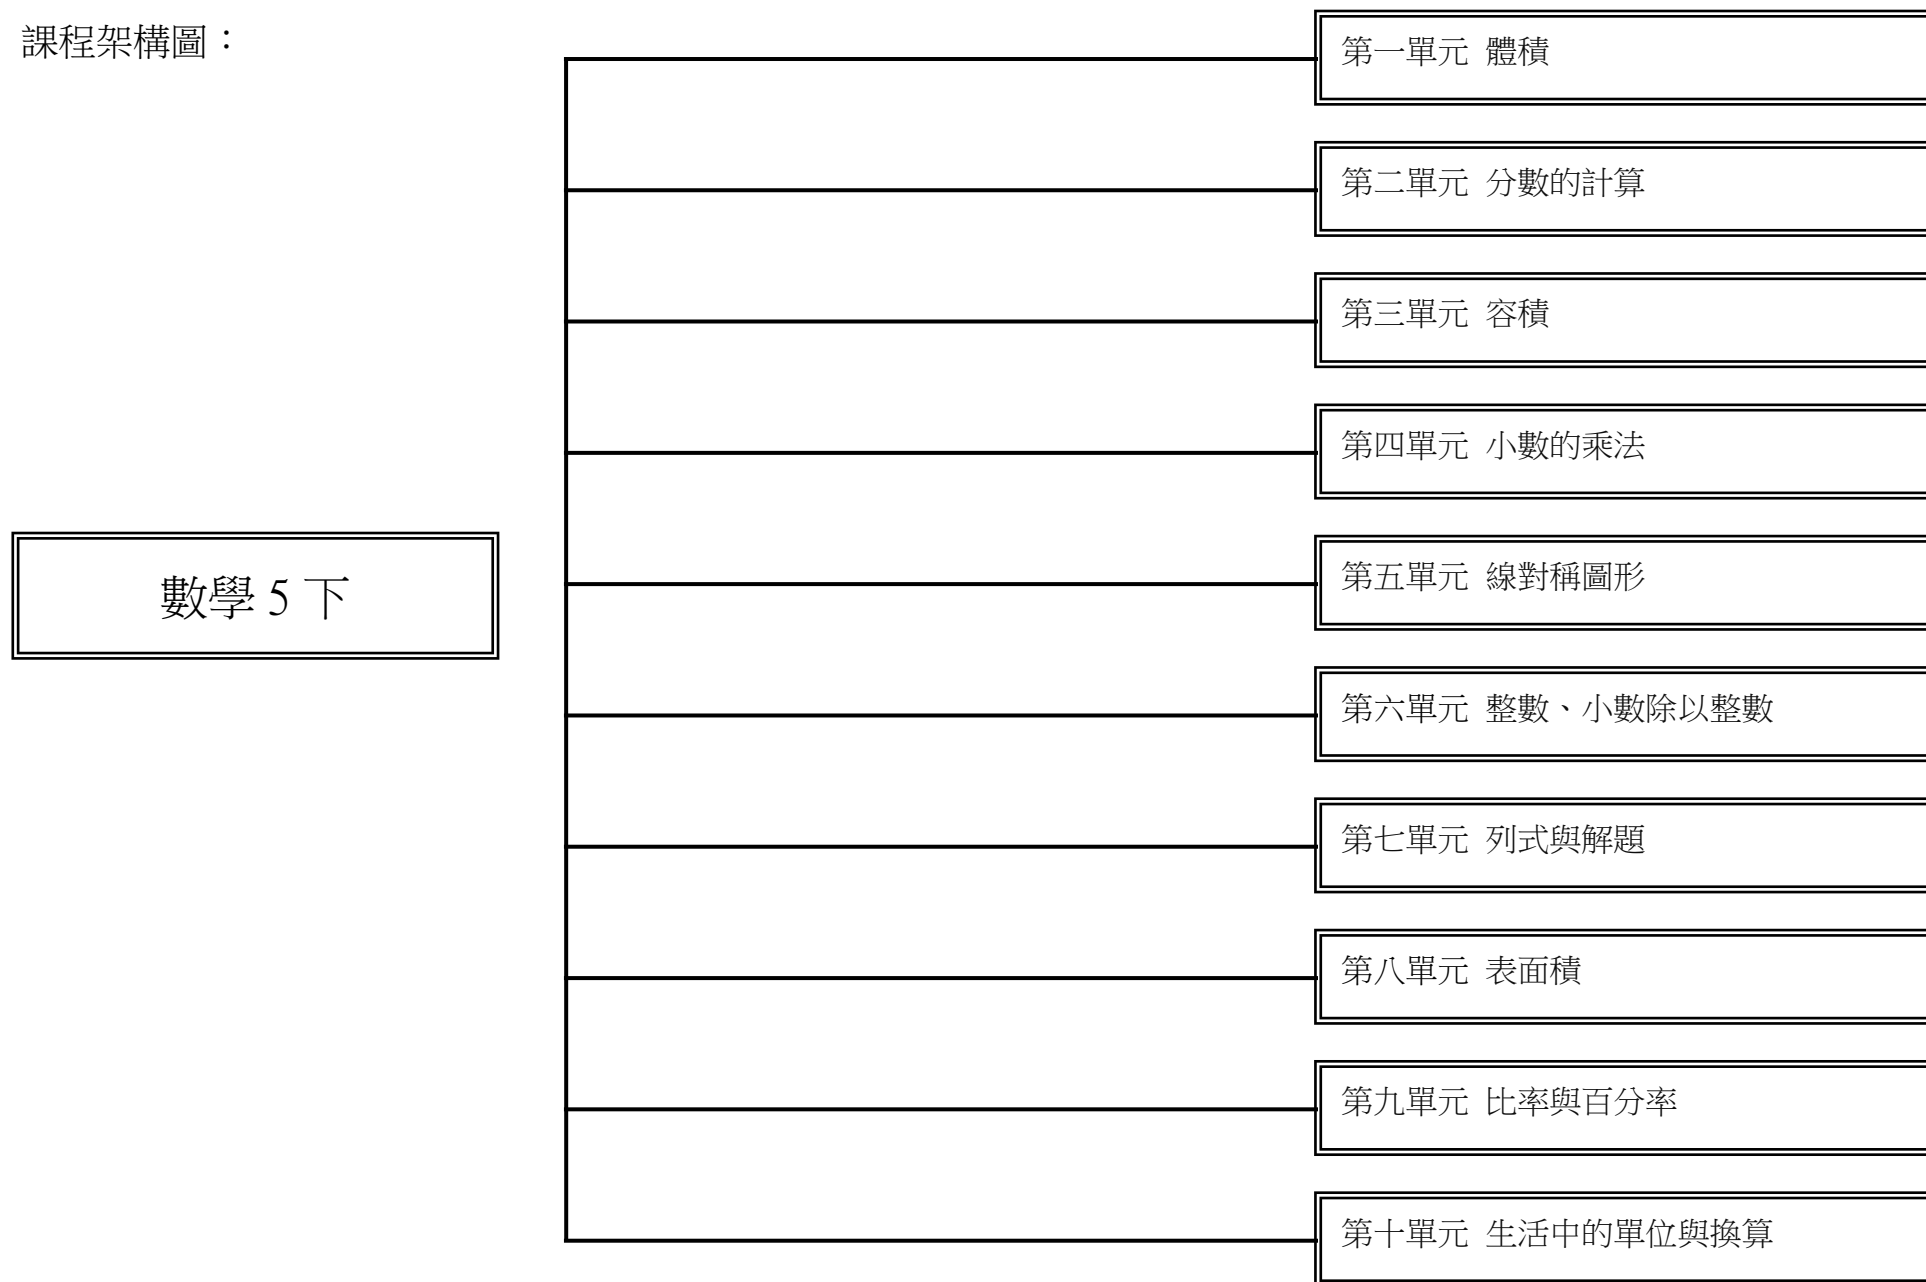 課程架構圖：
數學 5 下
第一單元 體積
第二單元 分數的計算
第三單元 容積
第四單元 小數的乘法
第五單元 線對稱圖形
第六單元 整數、小數除以整數
第七單元 列式與解題
第八單元 表面積
第九單元 比率與百分率
第十單元 生活中的單位與換算